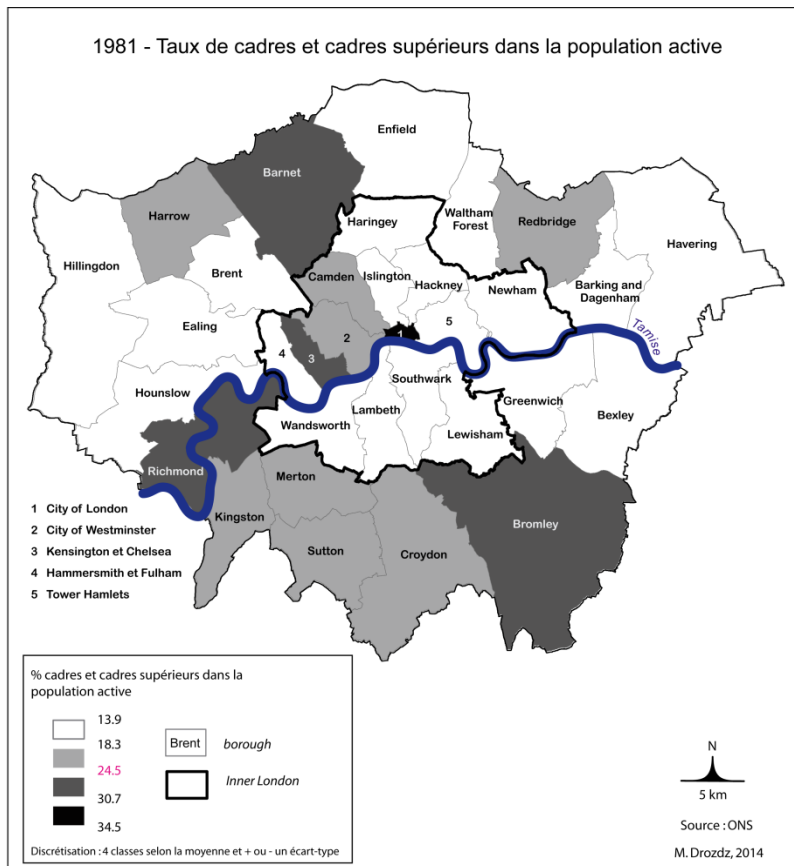 1981 - Taux de cadres et cadres supérieurs dans la population active
Enfield
Barnet
Harrow
Haringey
Waltham
Forest
Redbridge
Havering
Hillingdon
Brent
Camden
Islington
Hackney
Newham
Barking and
Dagenham
Ealing
1
2
3
4
5
Tamise
Hounslow
Southwark
Lambeth
Greenwich
Bexley
Wandsworth
Lewisham
Richmond
Merton
Kingston
Bromley
Sutton
Croydon
1 City of London
2 City of Westminster
3 Kensington et Chelsea
4 Hammersmith et Fulham
5 Tower Hamlets
% cadres et cadres supérieurs dans la
population active
13.9
18.3
24.5
30.7
34.5
Brent borough
Inner London
Discrétisation : 4 classes selon la moyenne et + ou - un écart-type
N
5 km
Source : ONS
M. Drozdz, 2014